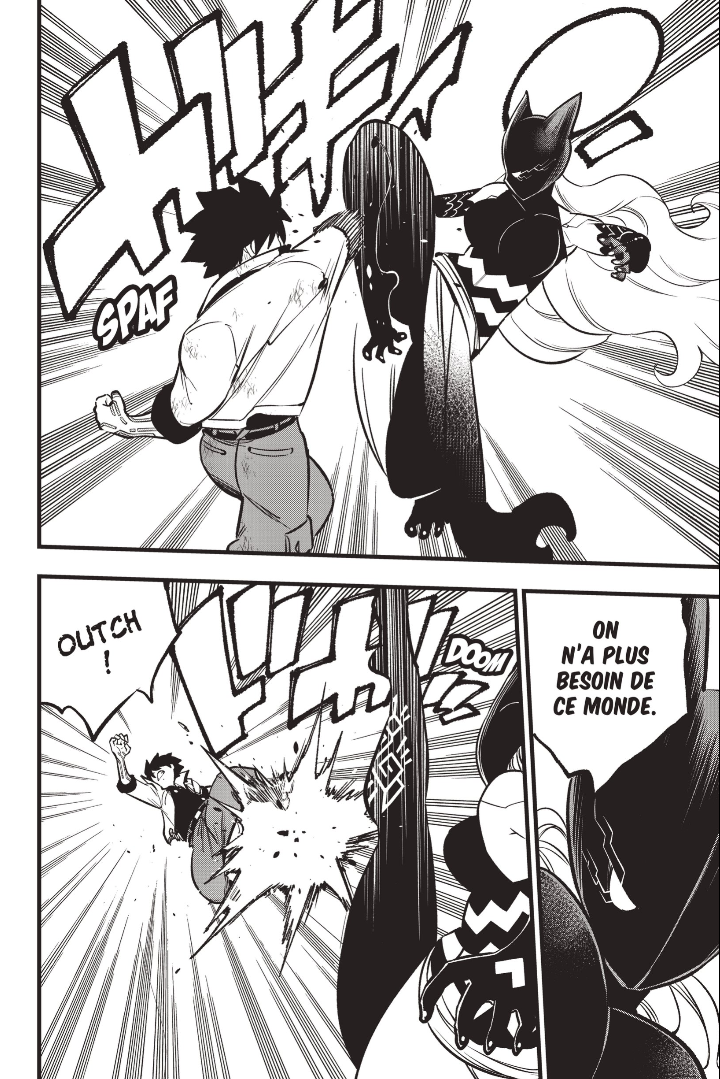 SPAF
OUTCH
!
DOOM
ON
N'A PLUS
BESOIN DE
CE MONDE.